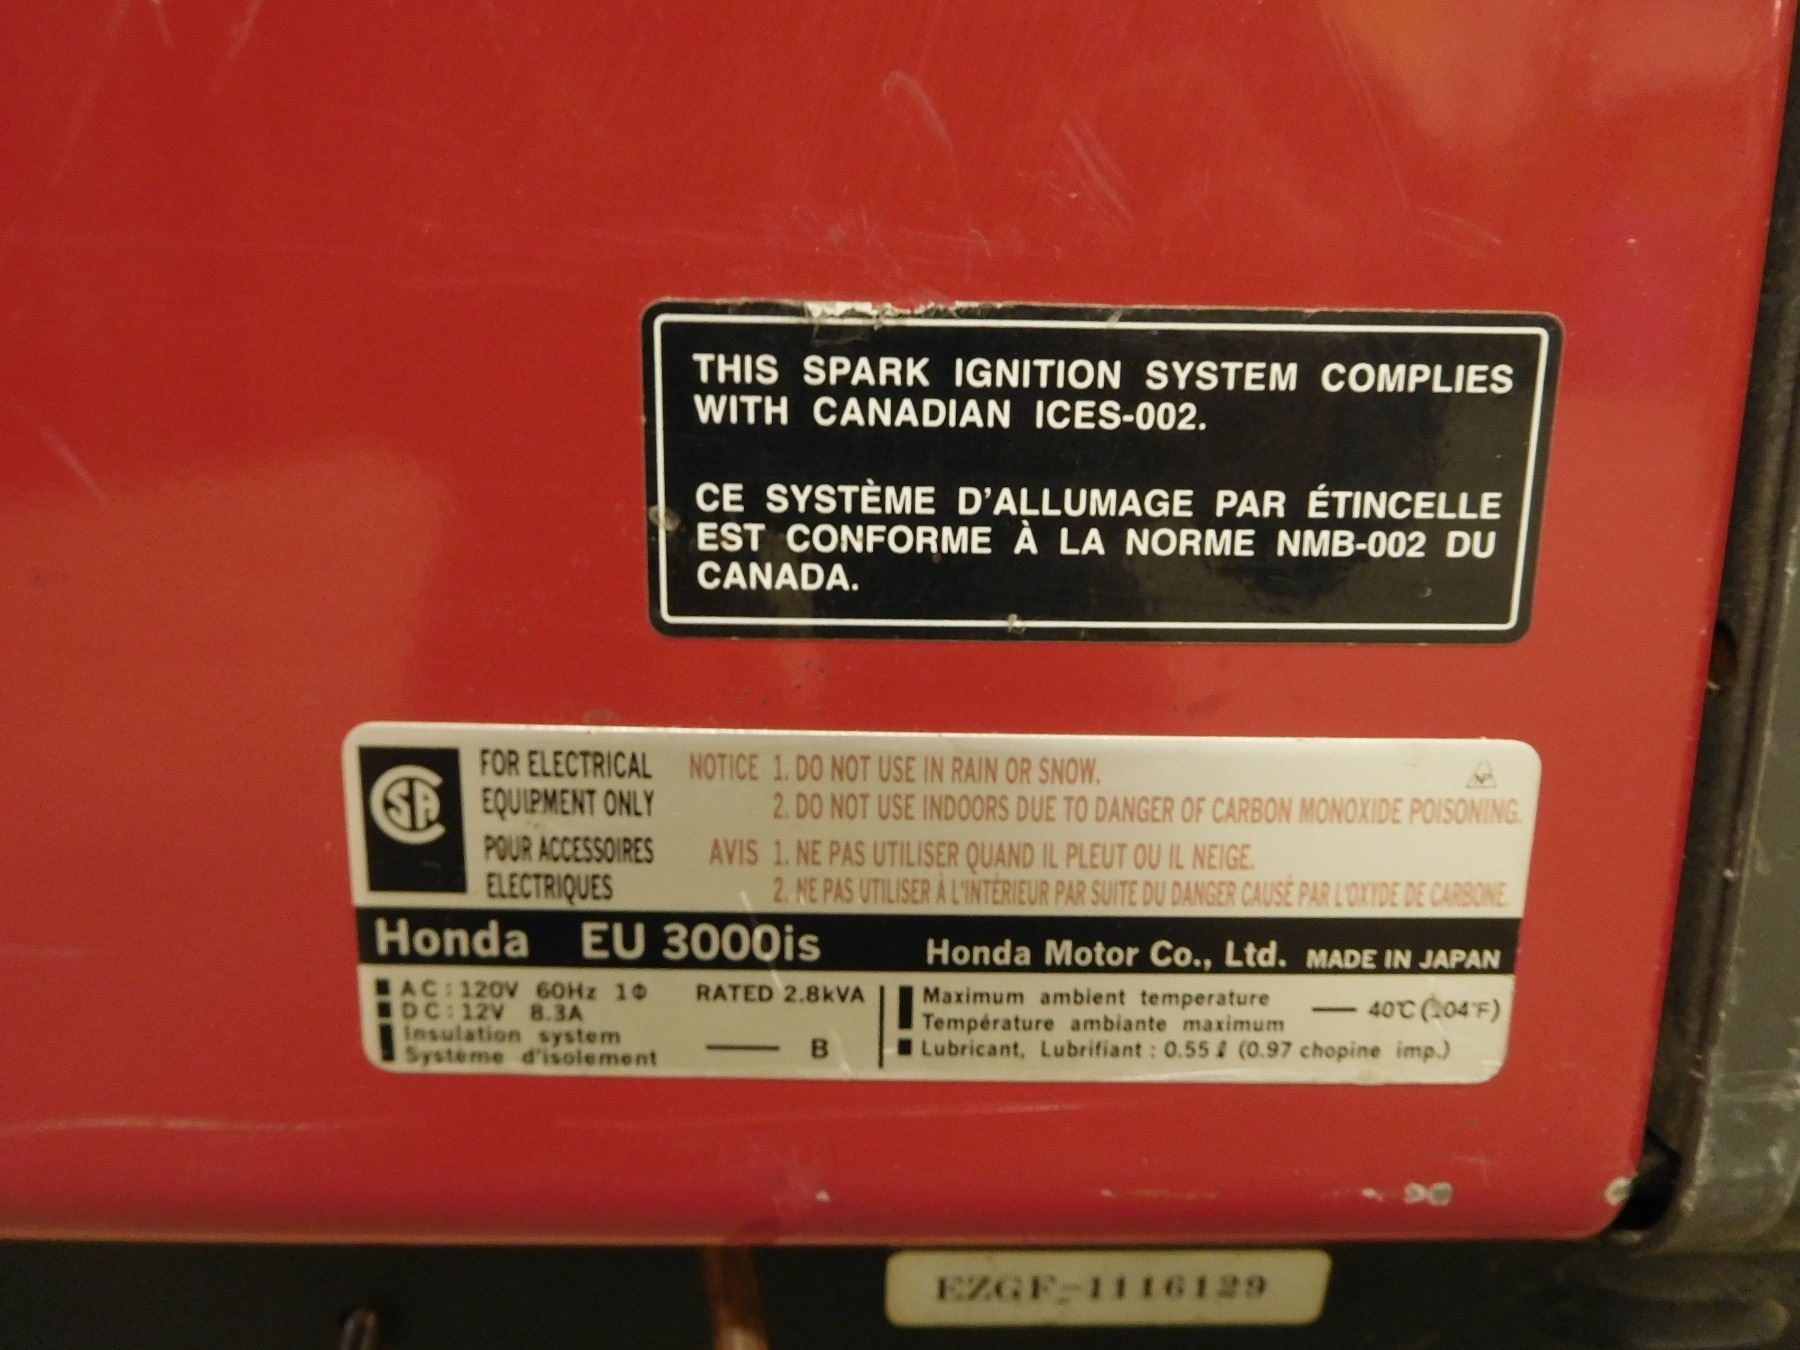 THIS SPARK IGNITION SYSTEM COMPLIES
WITH CANADIAN ICES-002.
CE SYSTÈME D'ALLUMAGE PAR ÉTINCELLE
EST CONFORME À LA NORME NMB-002 DU
CANADA.
FOR ELECTRICAL
EQUIPMENT ONLY
POUR ACCESSOIRES
ELECTRIQUES
NOTICE 1. DO NOT USE IN RAIN OR SNOW.
2. DO NOT USE INDOORS DUE TO DANGER OF CARBON MONOXIDE POISONING.
AVIS 1. NE PAS UTILISER QUAND IL PLEUT OU IL NEIGE.
2. NE PAS UTILISER À L'INTÉRIEUR PAR SUITE DU DANGER CAUSÉ PAR L'OXYDE DE CARBONE.
Honda EU 3000is Honda Motor Co., Ltd. MADE IN JAPAN
AC : 120V 60Hz 1Φ RATED 2.8kVA
DC : 12V 8.3A
Insulation system
Système d'isolement — B
Maximum ambient temperature
Température ambiante maximum — 40℃ (104°F)
Lubricant, Lubrifiant : 0.55 ℓ (0.97 chopine imp.)
EZGF-1116129